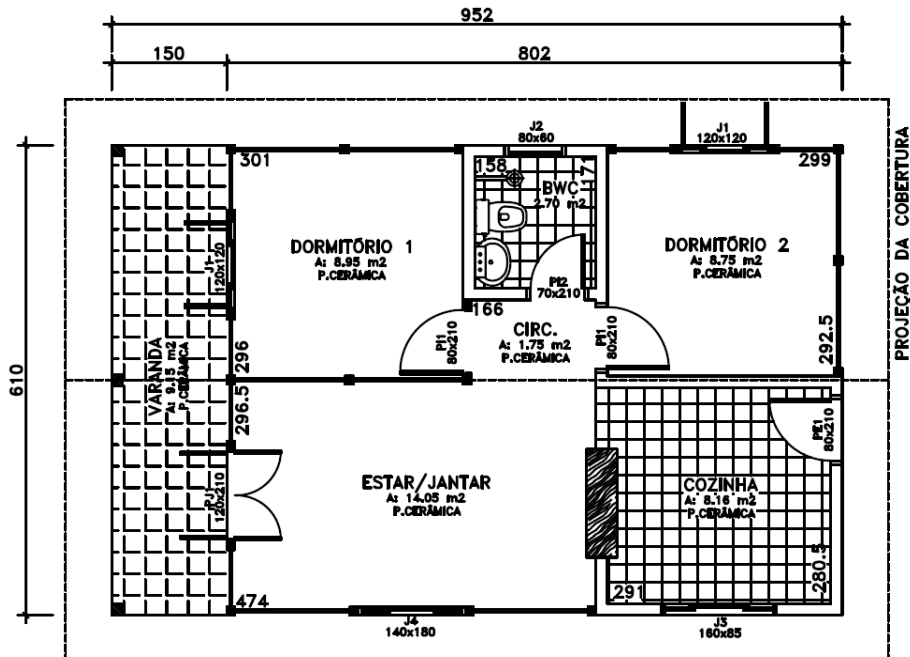 952
150
802
J2
80x60
J1
120x120
301
158
171
299
BWC
2.70 m2
DORMITÓRIO 1
A: 8.95 m2
P.CERÂMICA
DORMITÓRIO 2
A: 8.75 m2
P.CERÂMICA
PROJEÇÃO DA COBERTURA
J1
120x120
PI2
70x210
166
CIRC.
A: 1.75 m2
P.CERÂMICA
PI1
80x210
PI1
80x210
296
292.5
610
VARANDA
A: 9.15 m2
P.CERÂMICA
296.5
PE1
80x210
ESTAR/JANTAR
A: 14.05 m2
P.CERÂMICA
COZINHA
A: 8.16 m2
P.CERÂMICA
PJ1
120x210
280.5
291
474
J4
140x180
J3
160x85